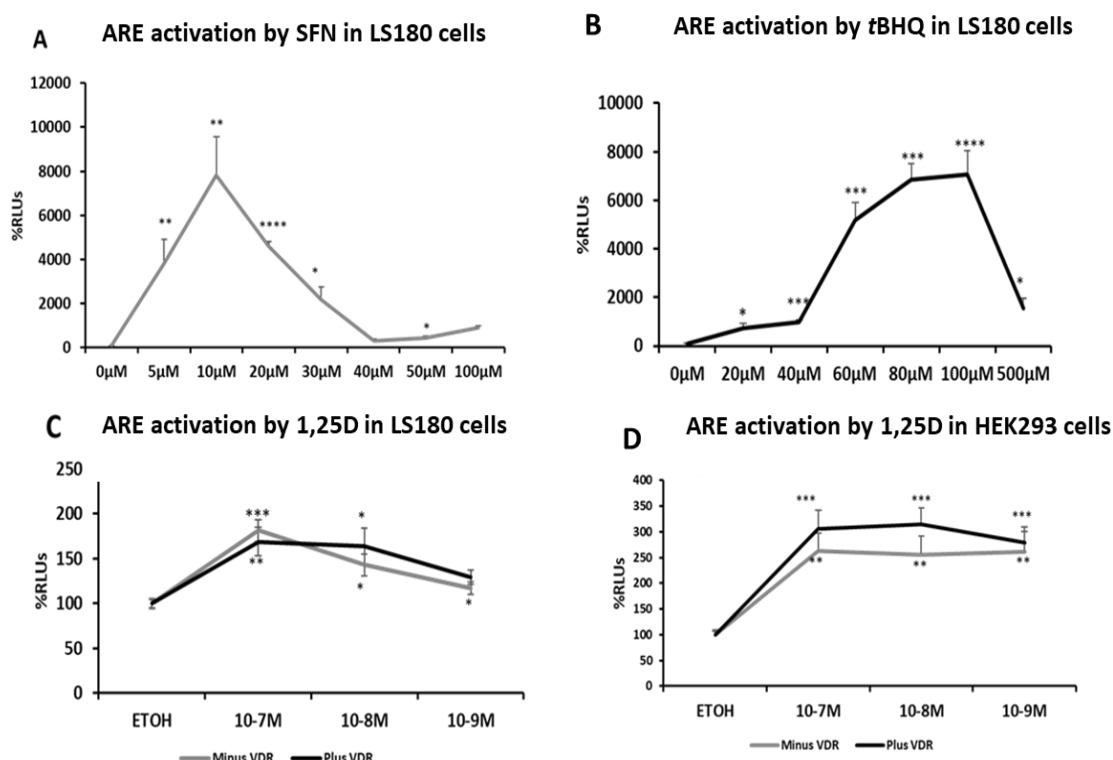 A
ARE activation by SFN in LS180 cells
12000
10000
8000
6000
4000
2000
0
%RLUs
**
**
****
*
*
0µM 5µM 10µM 20µM 30µM 40µM 50µM 100µM
B
ARE activation by tBHQ in LS180 cells
10000
8000
6000
4000
2000
0
%RLUs
*
***
***
***
****
*
0µM 20µM 40µM 60µM 80µM 100µM 500µM
C
ARE activation by 1,25D in LS180 cells
250
200
150
100
50
0
%RLUs
***
**
*
*
*
ETOH 10-7M 10-8M 10-9M
Minus VDR Plus VDR
D
ARE activation by 1,25D in HEK293 cells
400
350
300
250
200
150
100
50
0
%RLUs
*** *** ***
** ** **
ETOH 10-7M 10-8M 10-9M
Minus VDR Plus VDR